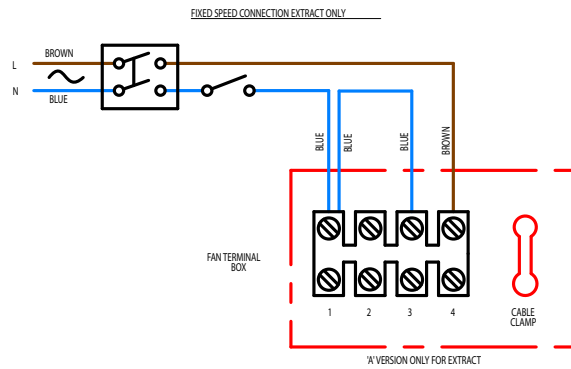 FIXED SPEED CONNECTION EXTRACT ONLY
BROWN
L
N
BLUE
BLUE
BLUE
BLUE
BROWN
FAN TERMINAL
BOX
1
2
3
4
CABLE
CLAMP
'A' VERSION ONLY FOR EXTRACT